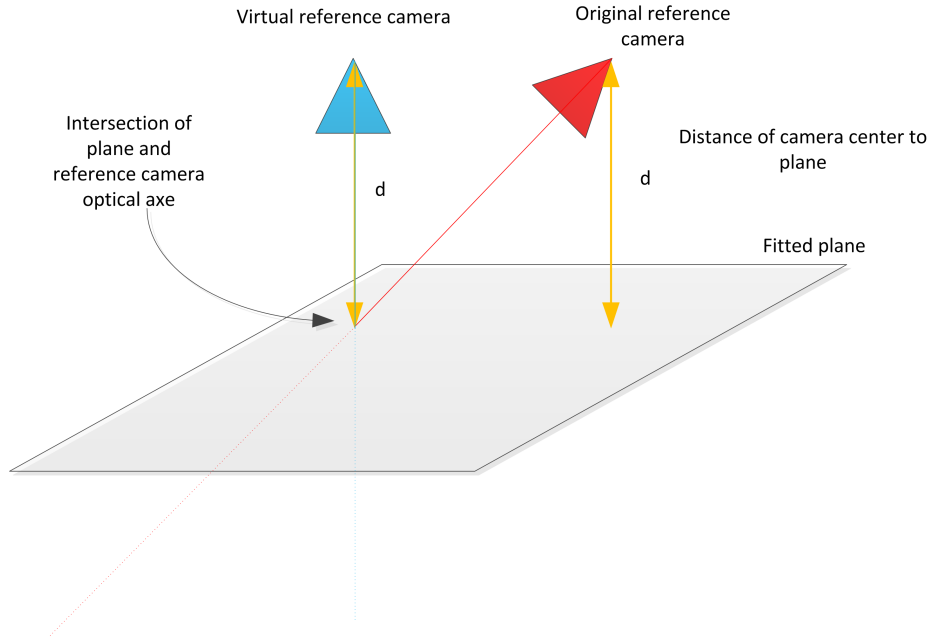 Virtual reference camera
Original reference
camera
Intersection of
plane and
reference camera
optical axe
Distance of camera center to
plane
d
d
Fitted plane